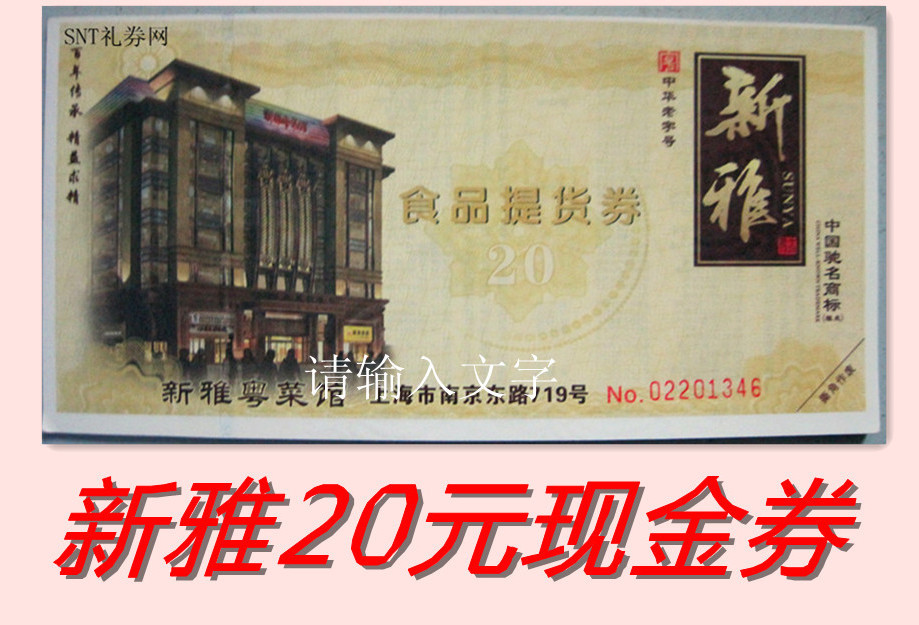 SNT礼券网
百年传承 精益求精
中华老字号
新雅
SUNYA
食品提货券
20
中国驰名商标
请输入文字
新雅粤菜馆 上海市南京东路719号 No.02201346
新雅20元现金券